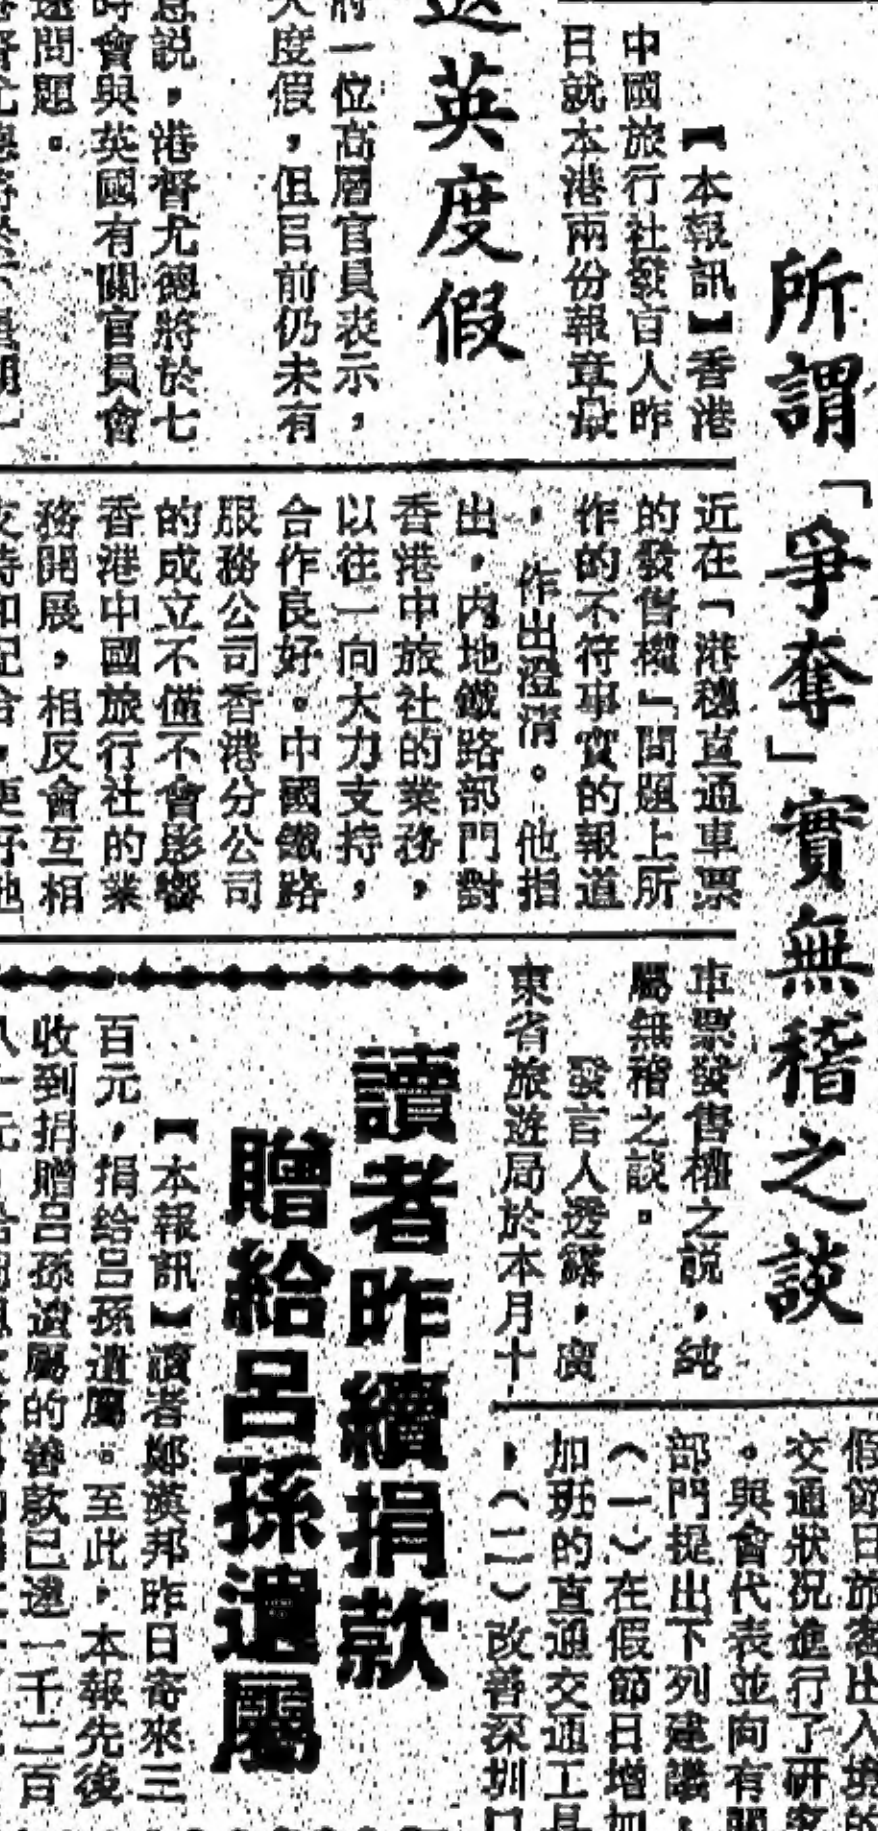 所謂「爭奪」實無稽之談
【本報訊】香港
中國旅行社發言人昨
日就本港兩份報章最
近在「港穗直通車票
的發售權」問題上所
作的不符事實的報道
，作出澄清。他指
出，內地鐵路部門對
香港中旅社的業務，
以往一向大力支持，
合作良好。中國鐵路
服務公司香港分公司
的成立不僅不會影響
香港中國旅行社的業
務開展，相反會互相
支持和配合，更好地
車票發售權之說，純
屬無稽之談。
發言人透露，廣
東省旅遊局於本月十
假節日旅客出入境的
交通狀況進行了研究
。與會代表並向有關
部門提出下列建議：
（一）在假節日增加
加班的直通交通工具
，（二）改善深圳口
英度假
一位高層官員表示，
度假，但目前仍未有
意說，港督尤德將於七
時會與英國有關官員會
問題。
讀者昨續捐款
贈給呂孫遺屬
【本報訊】讀者鄭漢邦昨日寄來三
百元，捐給呂孫遺屬。至此，本報先後
收到捐贈呂孫遺屬的善款已達一千二百